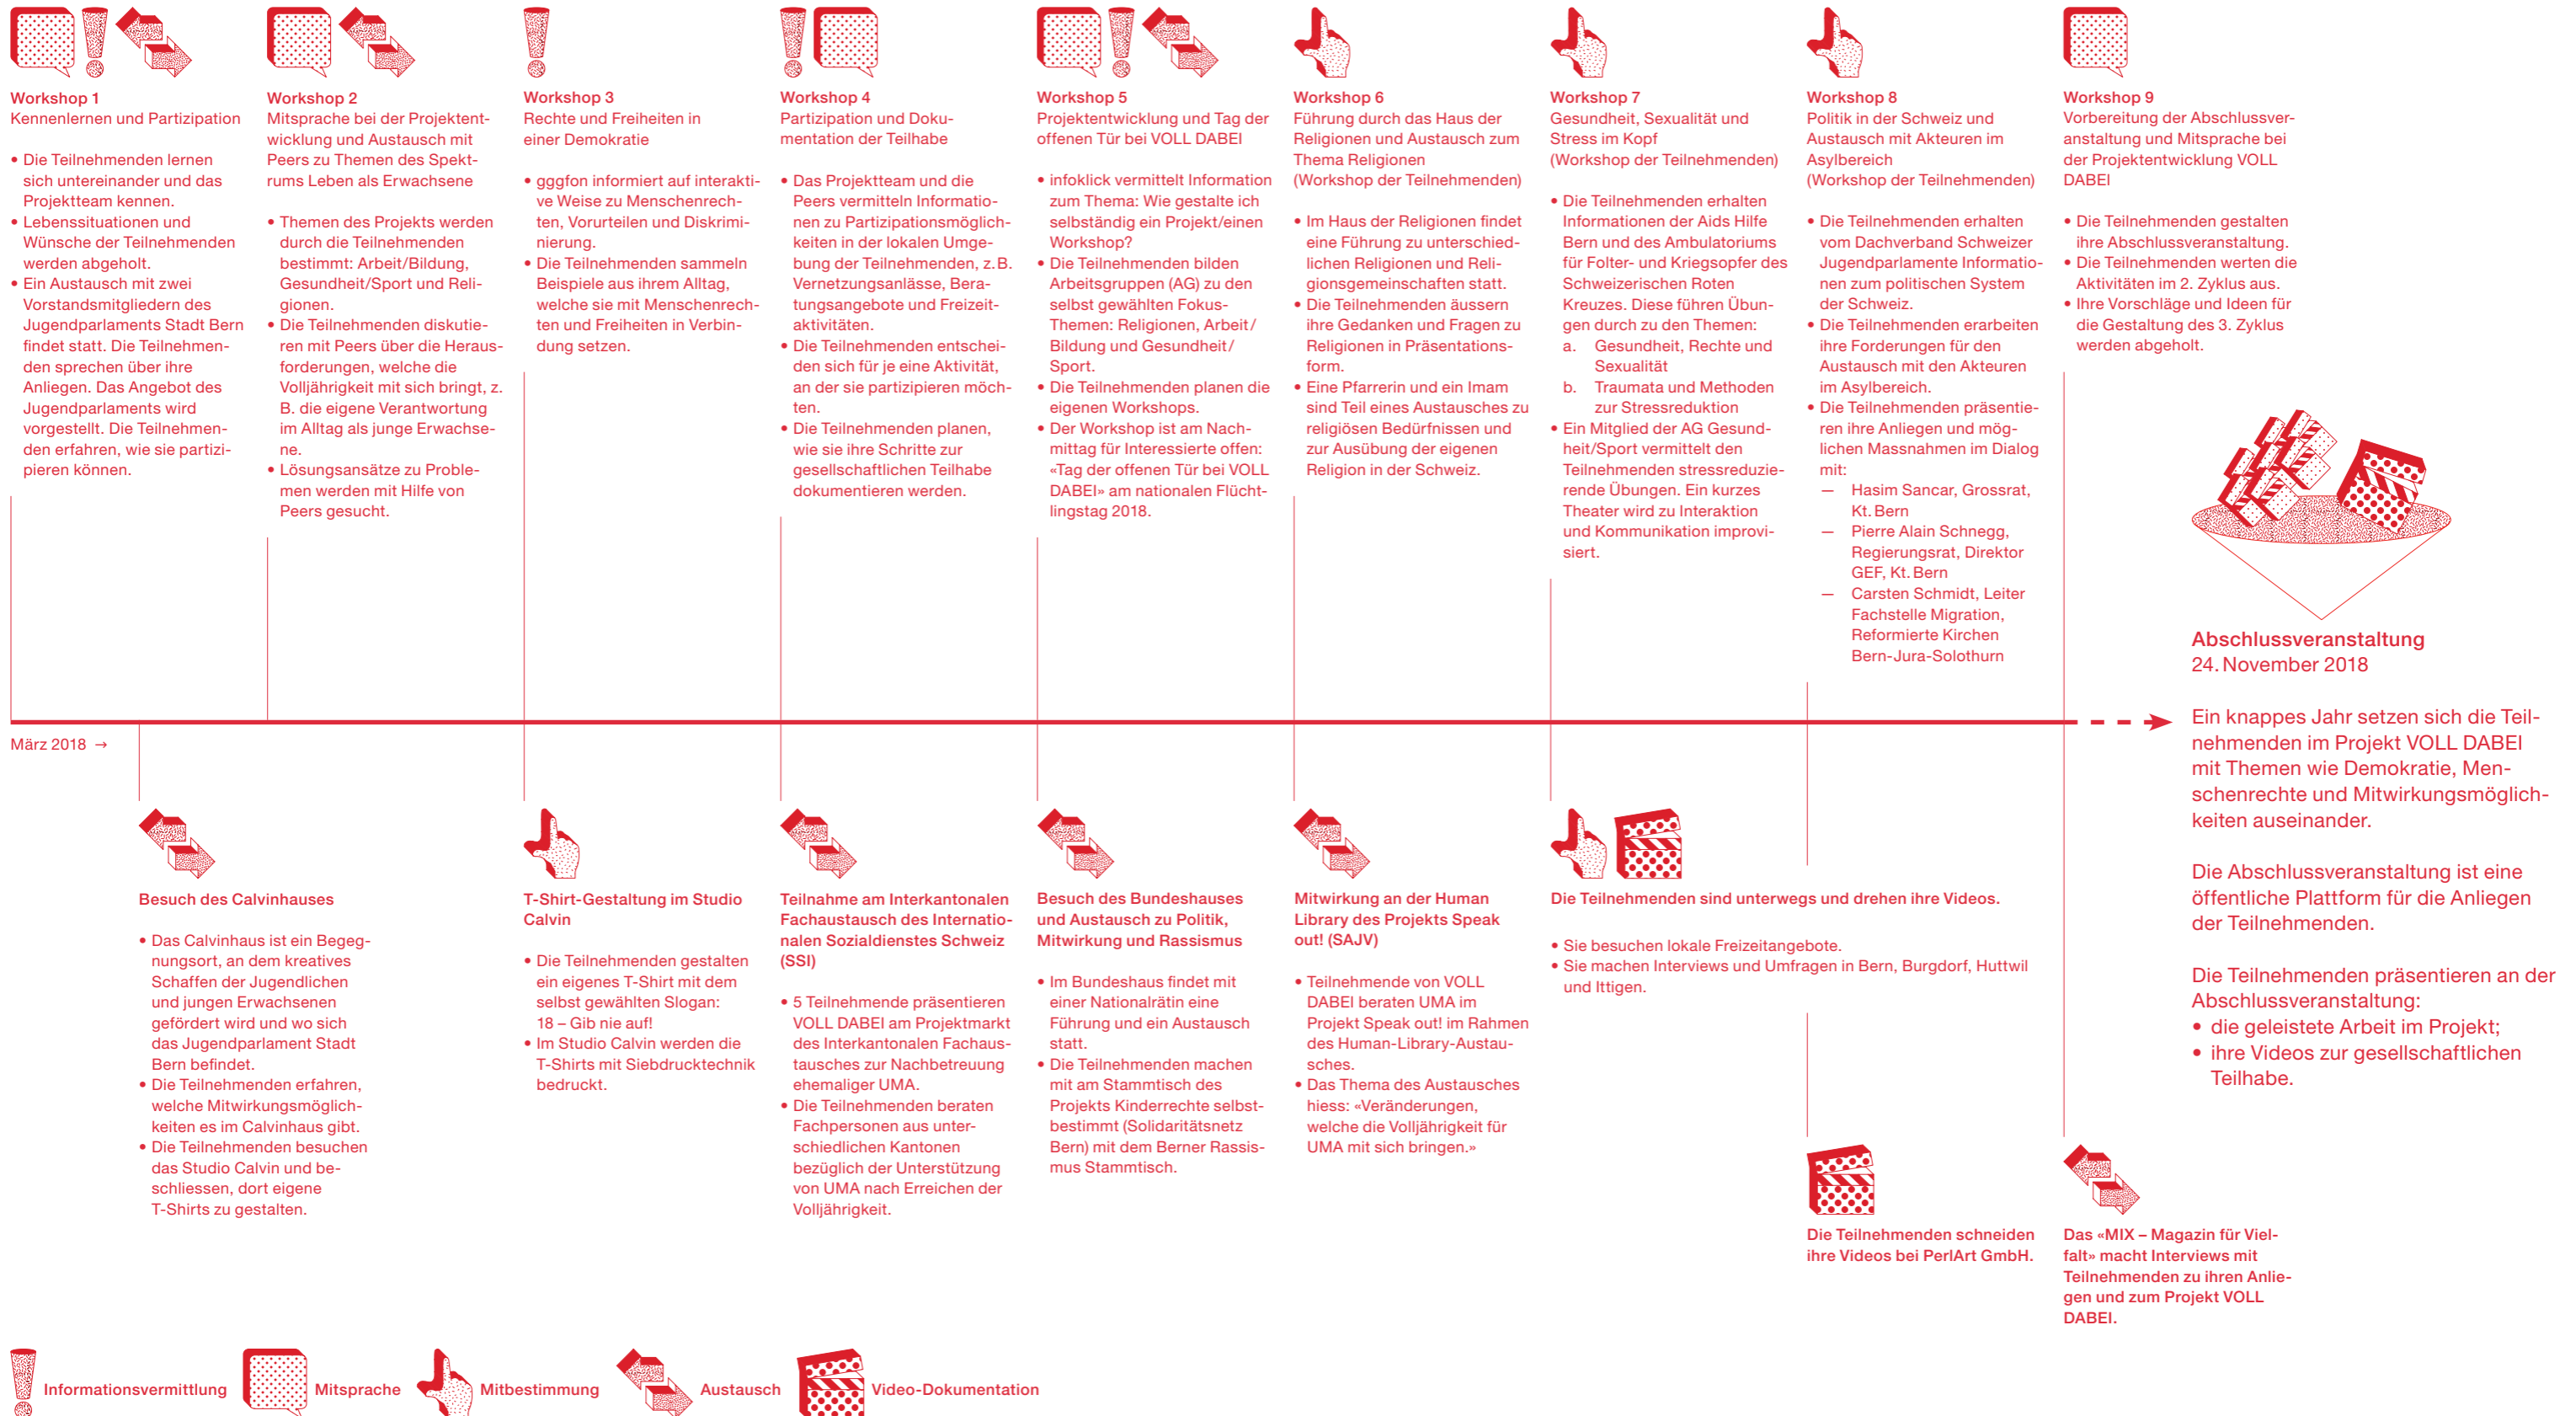 Workshop 1
Kennenlernen und Partizipation
• Die Teilnehmenden lernen
sich untereinander und das
Projektteam kennen.
• Lebenssituationen und
Wünsche der Teilnehmenden
werden abgeholt.
• Ein Austausch mit zwei
Vorstandsmitgliedern des
Jugendparlaments Stadt Bern
findet statt. Die Teilnehmen-
den sprechen über ihre
Anliegen. Das Angebot des
Jugendparlaments wird
vorgestellt. Die Teilnehmen-
den erfahren, wie sie partizi-
pieren können.
Workshop 2
Mitsprache bei der Projektent-
wicklung und Austausch mit
Peers zu Themen des Spekt-
rums Leben als Erwachsene
• Themen des Projekts werden
durch die Teilnehmenden
bestimmt: Arbeit/Bildung,
Gesundheit/Sport und Reli-
gionen.
• Die Teilnehmenden diskutie-
ren mit Peers über die Heraus-
forderungen, welche die
Volljährigkeit mit sich bringt, z.
B. die eigene Verantwortung
im Alltag als junge Erwachse-
ne.
• Lösungsansätze zu Proble-
men werden mit Hilfe von
Peers gesucht.
Workshop 3
Rechte und Freiheiten in
einer Demokratie
• gggfon informiert auf interakti-
ve Weise zu Menschenrech-
ten, Vorurteilen und Diskrimi-
nierung.
• Die Teilnehmenden sammeln
Beispiele aus ihrem Alltag,
welche sie mit Menschenrech-
ten und Freiheiten in Verbin-
dung setzen.
Workshop 4
Partizipation und Doku-
mentation der Teilhabe
• Das Projektteam und die
Peers vermitteln Informatio-
nen zu Partizipationsmöglich-
keiten in der lokalen Umge-
bung der Teilnehmenden, z.B.
Vernetzungsanlässe, Bera-
tungsangebote und Freizeit-
aktivitäten.
• Die Teilnehmenden entschei-
den sich für je eine Aktivität,
an der sie partizipieren möch-
ten.
• Die Teilnehmenden planen,
wie sie ihre Schritte zur
gesellschaftlichen Teilhabe
dokumentieren werden.
Workshop 5
Projektentwicklung und Tag der
offenen Tür bei VOLL DABEI
• infoklick vermittelt Information
zum Thema: Wie gestalte ich
selbständig ein Projekt/einen
Workshop?
• Die Teilnehmenden bilden
Arbeitsgruppen (AG) zu den
selbst gewählten Fokus-
Themen: Religionen, Arbeit/
Bildung und Gesundheit/
Sport.
• Die Teilnehmenden planen die
eigenen Workshops.
• Der Workshop ist am Nach-
mittag für Interessierte offen:
«Tag der offenen Tür bei VOLL
DABEI» am nationalen Flücht-
lingstag 2018.
Workshop 6
Führung durch das Haus der
Religionen und Austausch zum
Thema Religionen
(Workshop der Teilnehmenden)
• Im Haus der Religionen findet
eine Führung zu unterschied-
lichen Religionen und Reli-
gionsgemeinschaften statt.
• Die Teilnehmenden äussern
ihre Gedanken und Fragen zu
Religionen in Präsentations-
form.
• Eine Pfarrerin und ein Imam
sind Teil eines Austausches zu
religiösen Bedürfnissen und
zur Ausübung der eigenen
Religion in der Schweiz.
Workshop 7
Gesundheit, Sexualität und
Stress im Kopf
(Workshop der Teilnehmenden)
• Die Teilnehmenden erhalten
Informationen der Aids Hilfe
Bern und des Ambulatoriums
für Folter- und Kriegsopfer des
Schweizerischen Roten
Kreuzes. Diese führen Übun-
gen durch zu den Themen:
a. Gesundheit, Rechte und
Sexualität
b. Traumata und Methoden
zur Stressreduktion
• Ein Mitglied der AG Gesund-
heit/Sport vermittelt den
Teilnehmenden stressreduzie-
rende Übungen. Ein kurzes
Theater wird zu Interaktion
und Kommunikation improvi-
siert.
Workshop 8
Politik in der Schweiz und
Austausch mit Akteuren im
Asylbereich
(Workshop der Teilnehmenden)
• Die Teilnehmenden erhalten
vom Dachverband Schweizer
Jugendparlamente Informatio-
nen zum politischen System
der Schweiz.
• Die Teilnehmenden erarbeiten
ihre Forderungen für den
Austausch mit den Akteuren
im Asylbereich.
• Die Teilnehmenden präsentie-
ren ihre Anliegen und mög-
lichen Massnahmen im Dialog
mit:
— Hasim Sancar, Grossrat,
Kt. Bern
— Pierre Alain Schnegg,
Regierungsrat, Direktor
GEF, Kt. Bern
— Carsten Schmidt, Leiter
Fachstelle Migration,
Reformierte Kirchen
Bern-Jura-Solothurn
Workshop 9
Vorbereitung der Abschlussver-
anstaltung und Mitsprache bei
der Projektentwicklung VOLL
DABEI
• Die Teilnehmenden gestalten
ihre Abschlussveranstaltung.
• Die Teilnehmenden werten die
Aktivitäten im 2. Zyklus aus.
• Ihre Vorschläge und Ideen für
die Gestaltung des 3. Zyklus
werden abgeholt.
März 2018 →
Besuch des Calvinhauses
• Das Calvinhaus ist ein Begeg-
nungsort, an dem kreatives
Schaffen der Jugendlichen
und jungen Erwachsenen
gefördert wird und wo sich
das Jugendparlament Stadt
Bern befindet.
• Die Teilnehmenden erfahren,
welche Mitwirkungsmöglich-
keiten es im Calvinhaus gibt.
• Die Teilnehmenden besuchen
das Studio Calvin und be-
schliessen, dort eigene
T-Shirts zu gestalten.
T-Shirt-Gestaltung im Studio
Calvin
• Die Teilnehmenden gestalten
ein eigenes T-Shirt mit dem
selbst gewählten Slogan:
18 – Gib nie auf!
• Im Studio Calvin werden die
T-Shirts mit Siebdrucktechnik
bedruckt.
Teilnahme am Interkantonalen
Fachaustausch des Internatio-
nalen Sozialdienstes Schweiz
(SSI)
• 5 Teilnehmende präsentieren
VOLL DABEI am Projektmarkt
des Interkantonalen Fachaus-
tausches zur Nachbetreuung
ehemaliger UMA.
• Die Teilnehmenden beraten
Fachpersonen aus unter-
schiedlichen Kantonen
bezüglich der Unterstützung
von UMA nach Erreichen der
Volljährigkeit.
Besuch des Bundeshauses
und Austausch zu Politik,
Mitwirkung und Rassismus
• Im Bundeshaus findet mit
einer Nationalrätin eine
Führung und ein Austausch
statt.
• Die Teilnehmenden machen
mit am Stammtisch des
Projekts Kinderrechte selbst-
bestimmt (Solidaritätsnetz
Bern) mit dem Berner Rassis-
mus Stammtisch.
Mitwirkung an der Human
Library des Projekts Speak
out! (SAJV)
• Teilnehmende von VOLL
DABEI beraten UMA im
Projekt Speak out! im Rahmen
des Human-Library-Austau-
sches.
• Das Thema des Austausches
hiess: «Veränderungen,
welche die Volljährigkeit für
UMA mit sich bringen.»
Die Teilnehmenden sind unterwegs und drehen ihre Videos.
• Sie besuchen lokale Freizeitangebote.
• Sie machen Interviews und Umfragen in Bern, Burgdorf, Huttwil
und Ittigen.
Die Teilnehmenden schneiden
ihre Videos bei PerlArt GmbH.
Das «MIX – Magazin für Viel-
falt» macht Interviews mit
Teilnehmenden zu ihren Anlie-
gen und zum Projekt VOLL
DABEI.
Abschlussveranstaltung
24. November 2018
Ein knappes Jahr setzen sich die Teil-
nehmenden im Projekt VOLL DABEI
mit Themen wie Demokratie, Men-
schenrechte und Mitwirkungsmöglich-
keiten auseinander.
Die Abschlussveranstaltung ist eine
öffentliche Plattform für die Anliegen
der Teilnehmenden.
Die Teilnehmenden präsentieren an der
Abschlussveranstaltung:
• die geleistete Arbeit im Projekt;
• ihre Videos zur gesellschaftlichen
Teilhabe.
Informationsvermittlung
Mitsprache
Mitbestimmung
Austausch
Video-Dokumentation